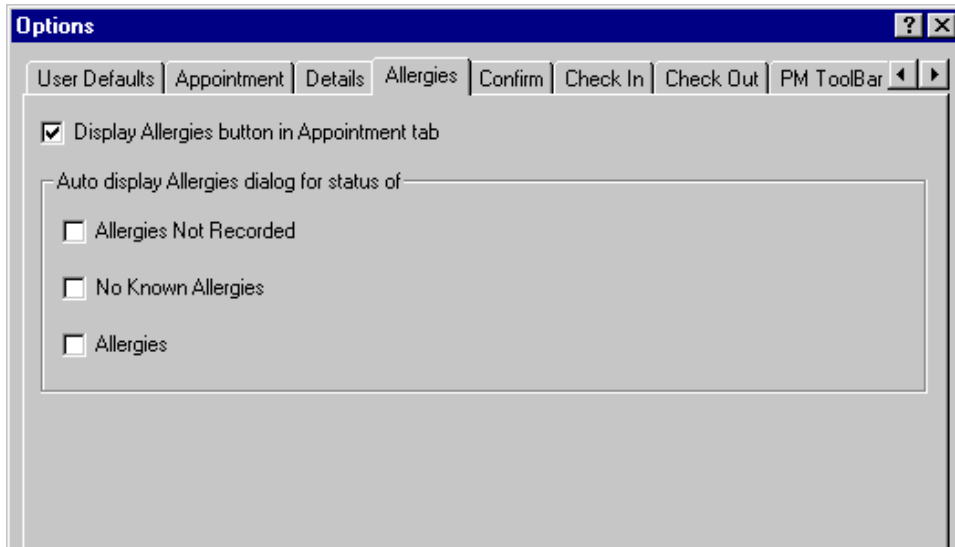 Options
User Defaults Appointment Details Allergies Confirm Check In Check Out PM ToolBar
Display Allergies button in Appointment tab
Auto display Allergies dialog for status of
Allergies Not Recorded
No Known Allergies
Allergies